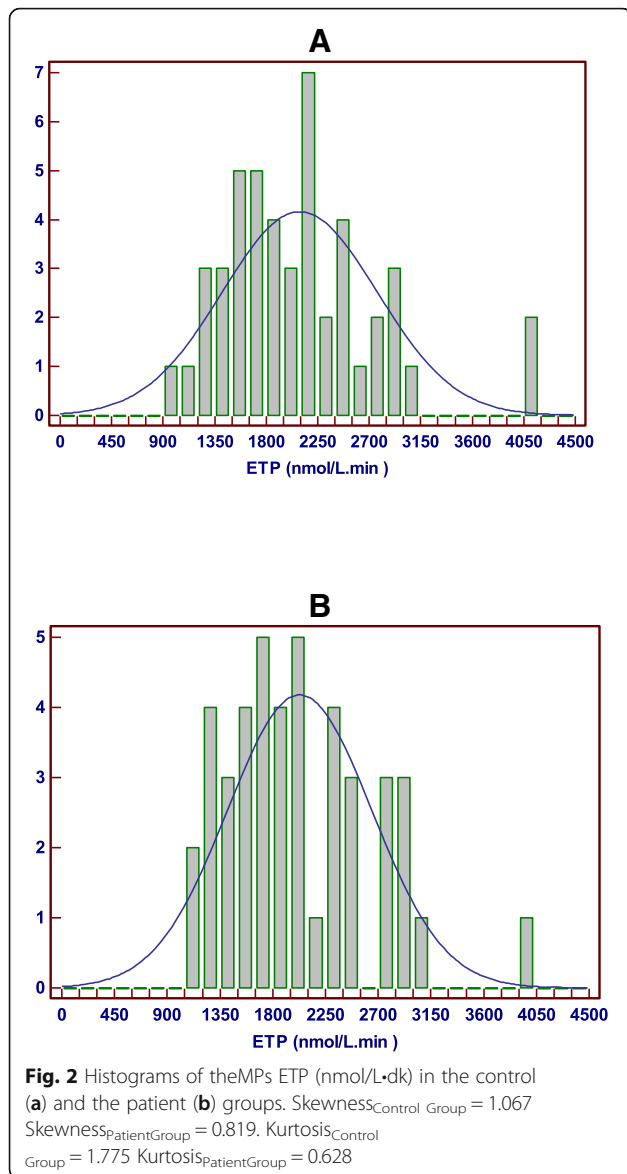 A
7
6
5
4
3
2
1
0
0 450 900 1350 1800 2250 2700 3150 3600 4050 4500
ETP (nmol/L.min )
B
5
4
3
2
1
0
0 450 900 1350 1800 2250 2700 3150 3600 4050 4500
ETP (nmol/L.min )
Fig. 2 Histograms of theMPs ETP (nmol/L•dk) in the control
(a) and the patient (b) groups. SkewnessControl Group = 1.067
SkewnessPatientGroup = 0.819. KurtosisControl
Group = 1.775 KurtosisPatientGroup = 0.628